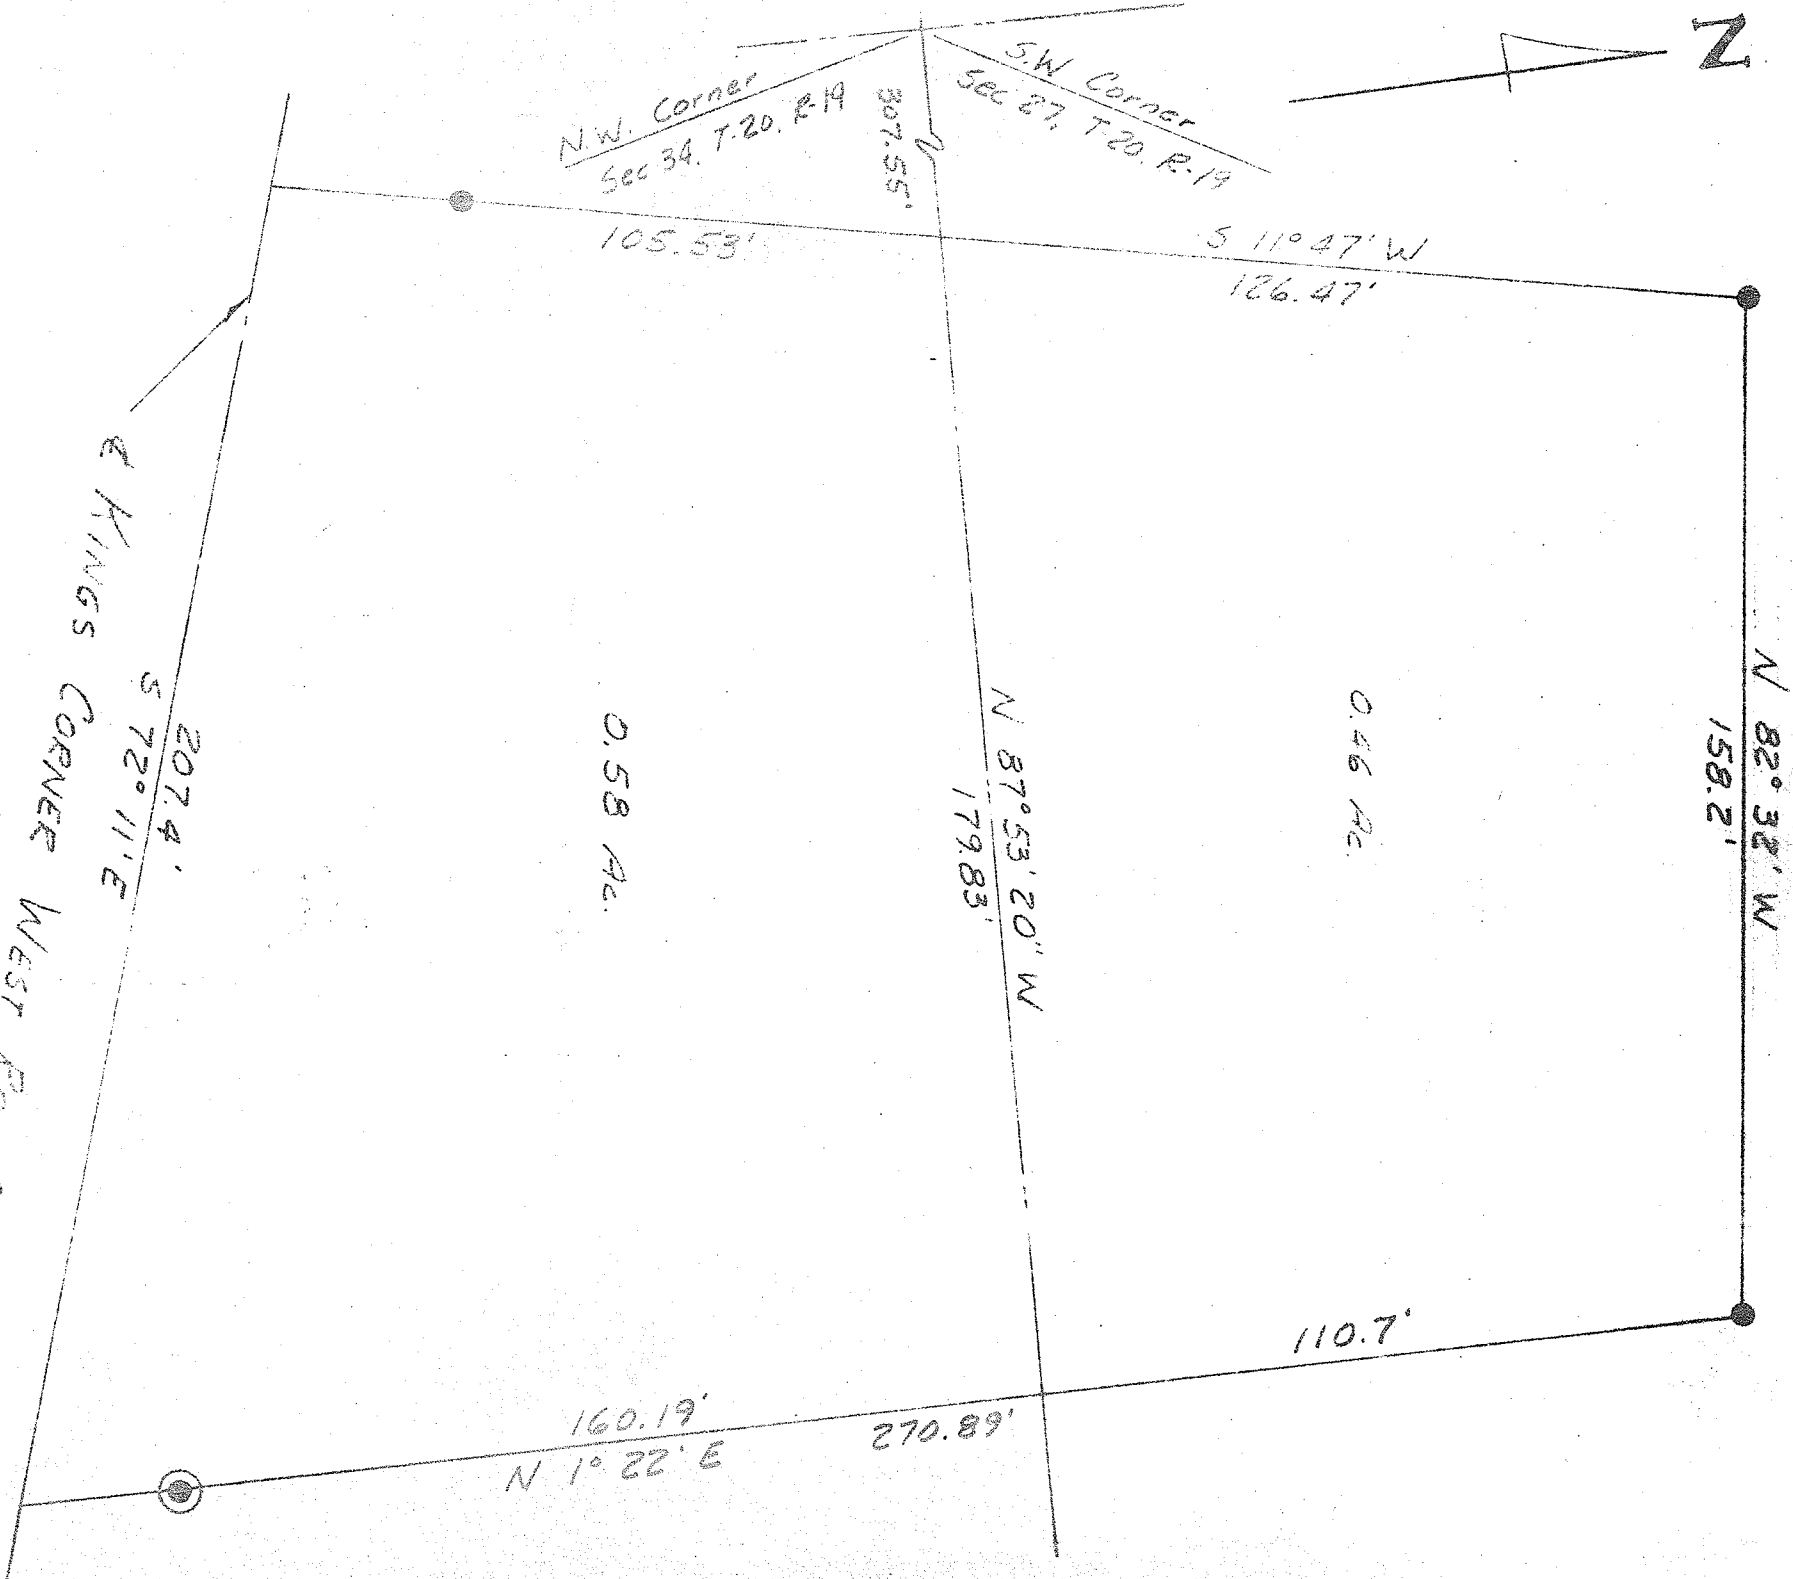 N
N.W. Corner
Sec 34, T-20, R-19
S.W Corner
Sec 27, T-20, R-19
307.55'
105.53'
S 11° 47' W
126.47'
N 82° 32' W
158.2'
0.46 Ac.
N 87° 53' 20" W
179.83'
0.58 Ac.
207.4'
S 72° 11' E
℄ KINGS CORNER WEST
110.7'
270.89'
160.19'
N 1° 22' E